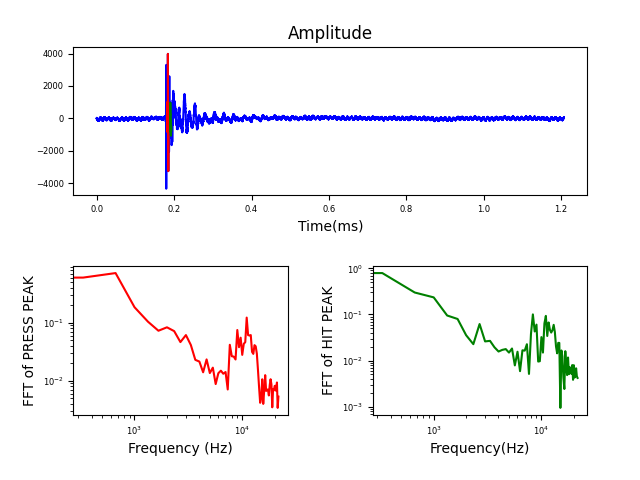 Amplitude
4000
2000
0
−2000
−4000
0.0 0.2 0.4 0.6 0.8 1.0 1.2
Time(ms)
FFT of PRESS PEAK
10⁻¹
10⁻²
10³ 10⁴
Frequency (Hz)
FFT of HIT PEAK
10⁰
10⁻¹
10⁻²
10⁻³
10³ 10⁴
Frequency(Hz)